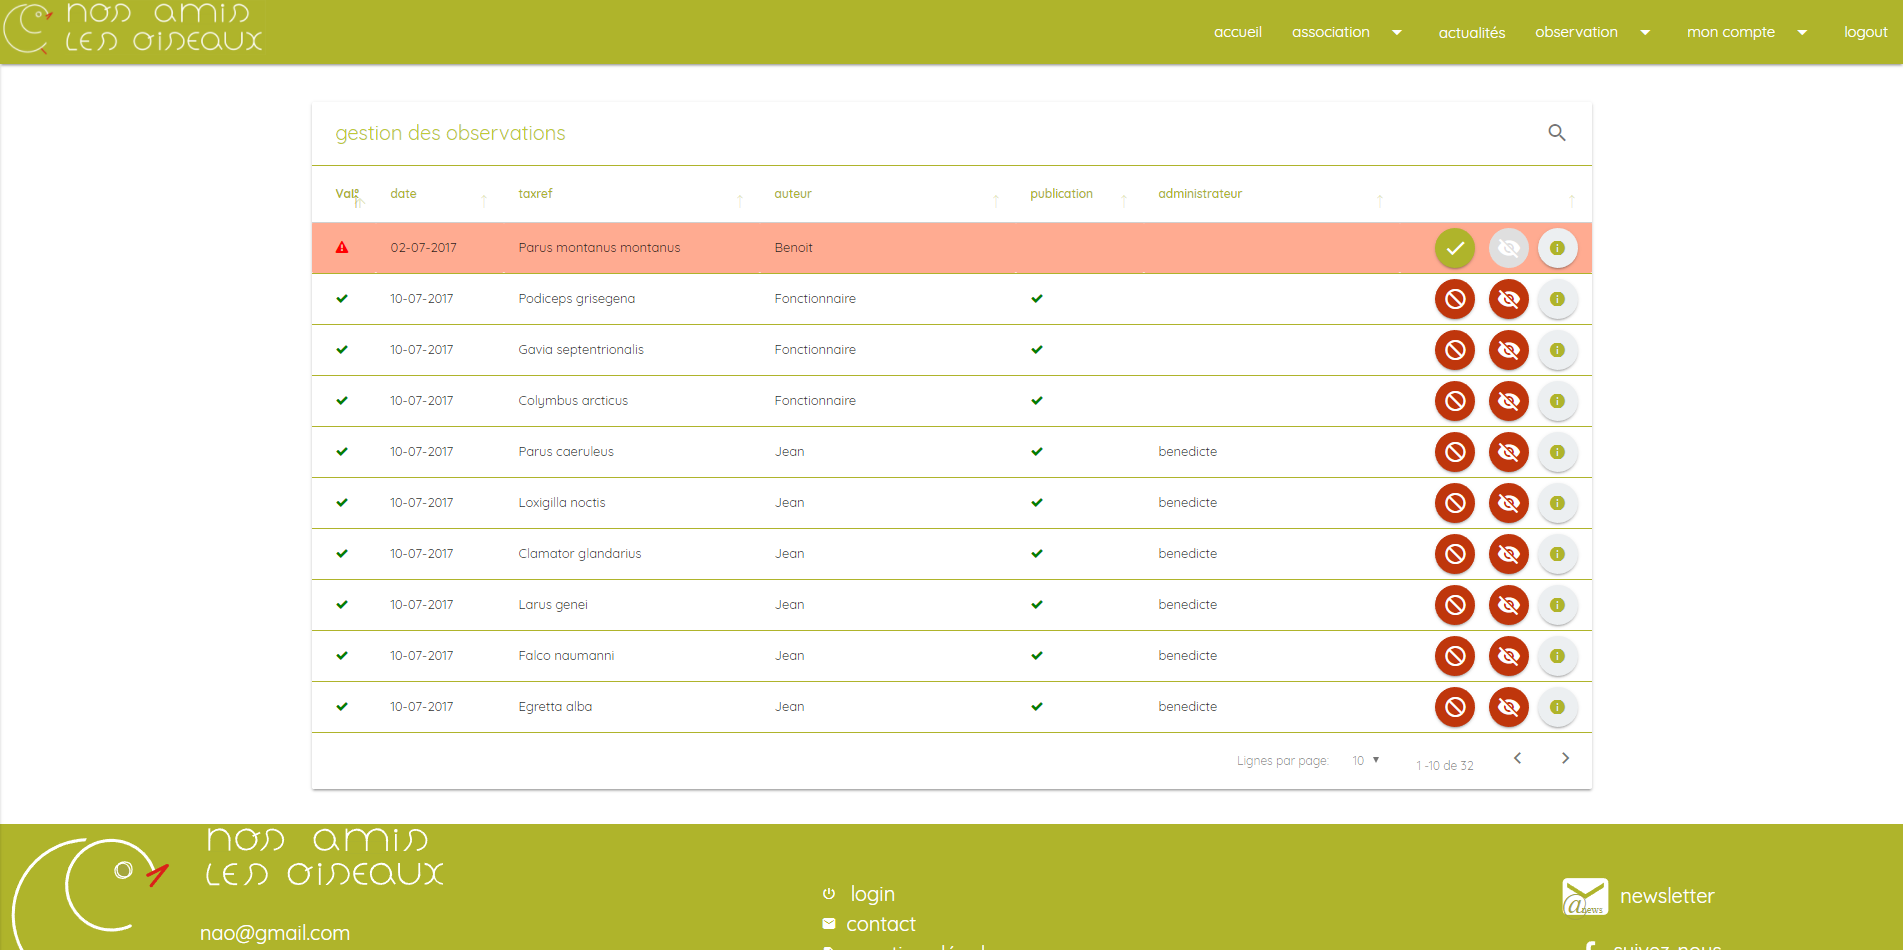 nos amis
les oiseaux
accueil association actualités observation mon compte logout
gestion des observations
Val° date taxref auteur publication administrateur
02-07-2017 Parus montanus montanus Benoit
10-07-2017 Podiceps grisegena Fonctionnaire
10-07-2017 Gavia septentrionalis Fonctionnaire
10-07-2017 Colymbus arcticus Fonctionnaire
10-07-2017 Parus caeruleus Jean benedicte
10-07-2017 Loxigilla noctis Jean benedicte
10-07-2017 Clamator glandarius Jean benedicte
10-07-2017 Larus genei Jean benedicte
10-07-2017 Falco naumanni Jean benedicte
10-07-2017 Egretta alba Jean benedicte
Lignes par page: 10 1 -10 de 32
nos amis
les oiseaux
login
@news newsletter
contact
nao@gmail.com
suivez-nous